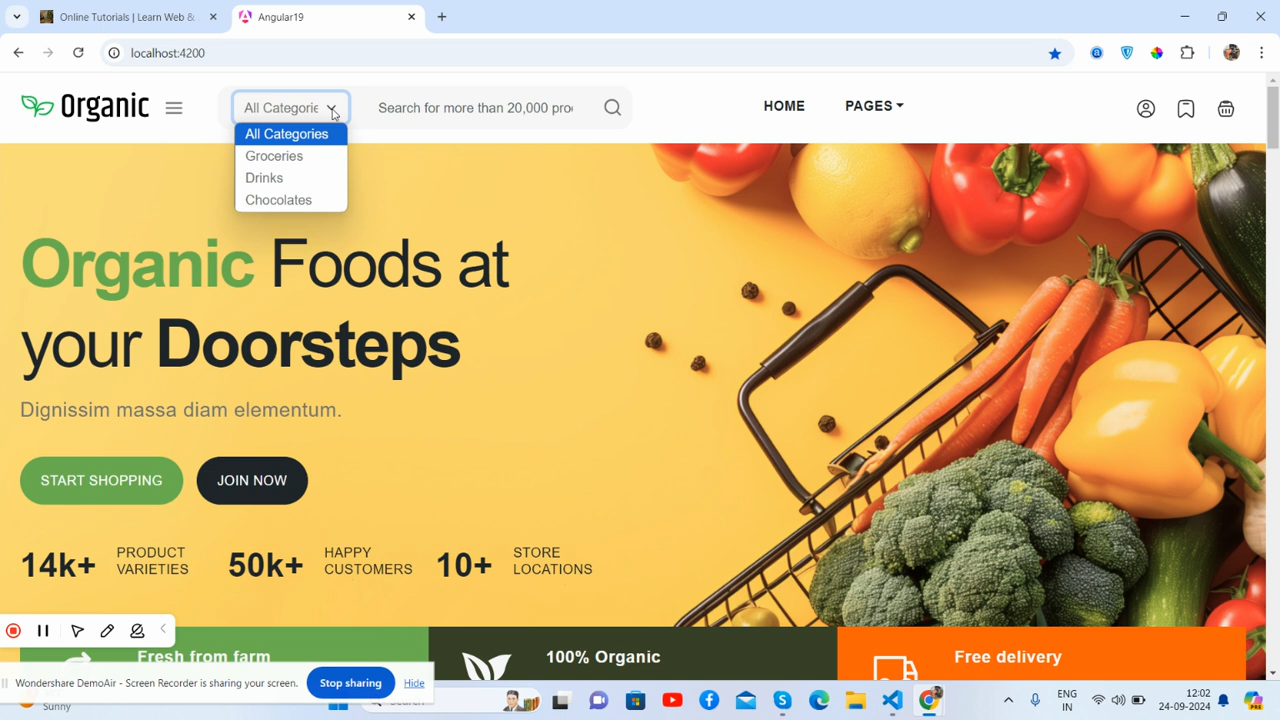 Online Tutorials | Learn Web &
Angular19
localhost:4200
Organic
All Categorie
Search for more than 20,000 pro
HOME
PAGES
All Categories
Groceries
Drinks
Chocolates
Organic Foods at
your Doorsteps
Dignissim massa diam elementum.
START SHOPPING
JOIN NOW
14k+
PRODUCT
VARIETIES
50k+
HAPPY
CUSTOMERS
10+
STORE
LOCATIONS
Fresh from farm
100% Organic
Free delivery
Wondershare DemoAir - Screen Recorder is sharing your screen.
Stop sharing
Hide
Sunny
Search
ENG
IN
12:02
24-09-2024